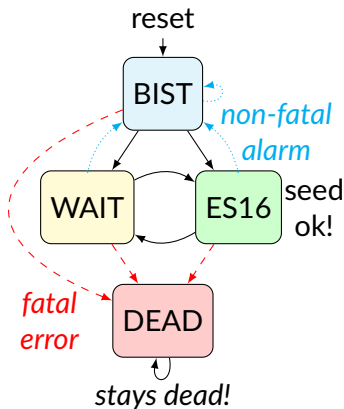 reset
BIST
non-fatal
alarm
WAIT
ES16
seed
ok!
fatal
error
DEAD
stays dead!